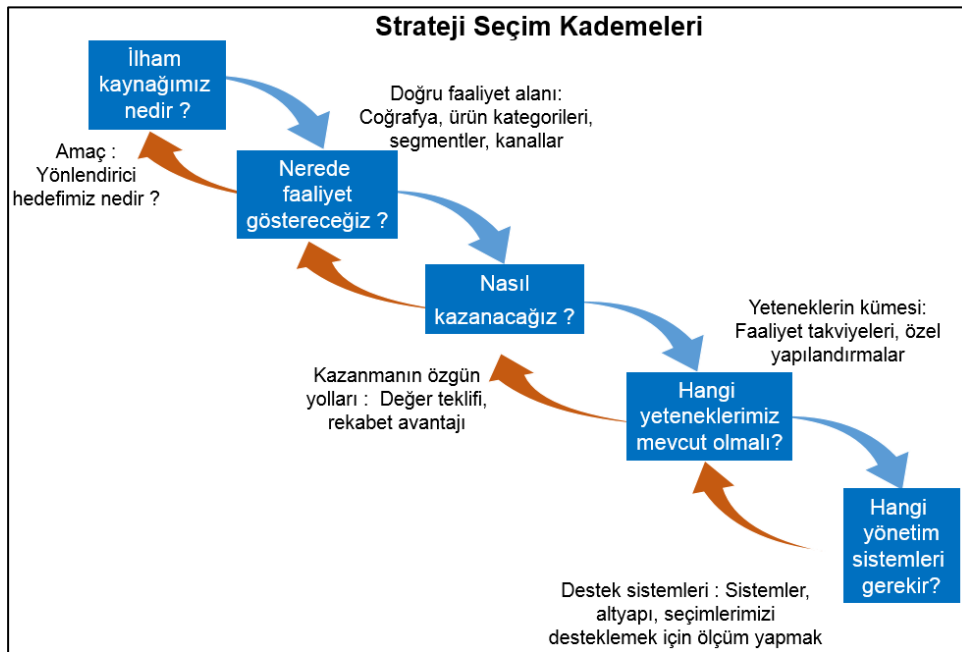 Strateji Seçim Kademeleri
İlham
kaynağımız
nedir ?
Amaç :
Yönlendirici
hedefimiz nedir ?
Doğru faaliyet alanı:
Coğrafya, ürün kategorileri,
segmentler, kanallar
Nerede
faaliyet
göstereceğiz ?
Nasıl
kazanacağız ?
Kazanmanın özgün
yolları :  Değer teklifi,
rekabet avantajı
Yeteneklerin kümesi:
Faaliyet takviyeleri, özel
yapılandırmalar
Hangi
yeteneklerimiz
mevcut olmalı?
Hangi
yönetim
sistemleri
gerekir?
Destek sistemleri : Sistemler,
altyapı, seçimlerimizi
desteklemek için ölçüm yapmak